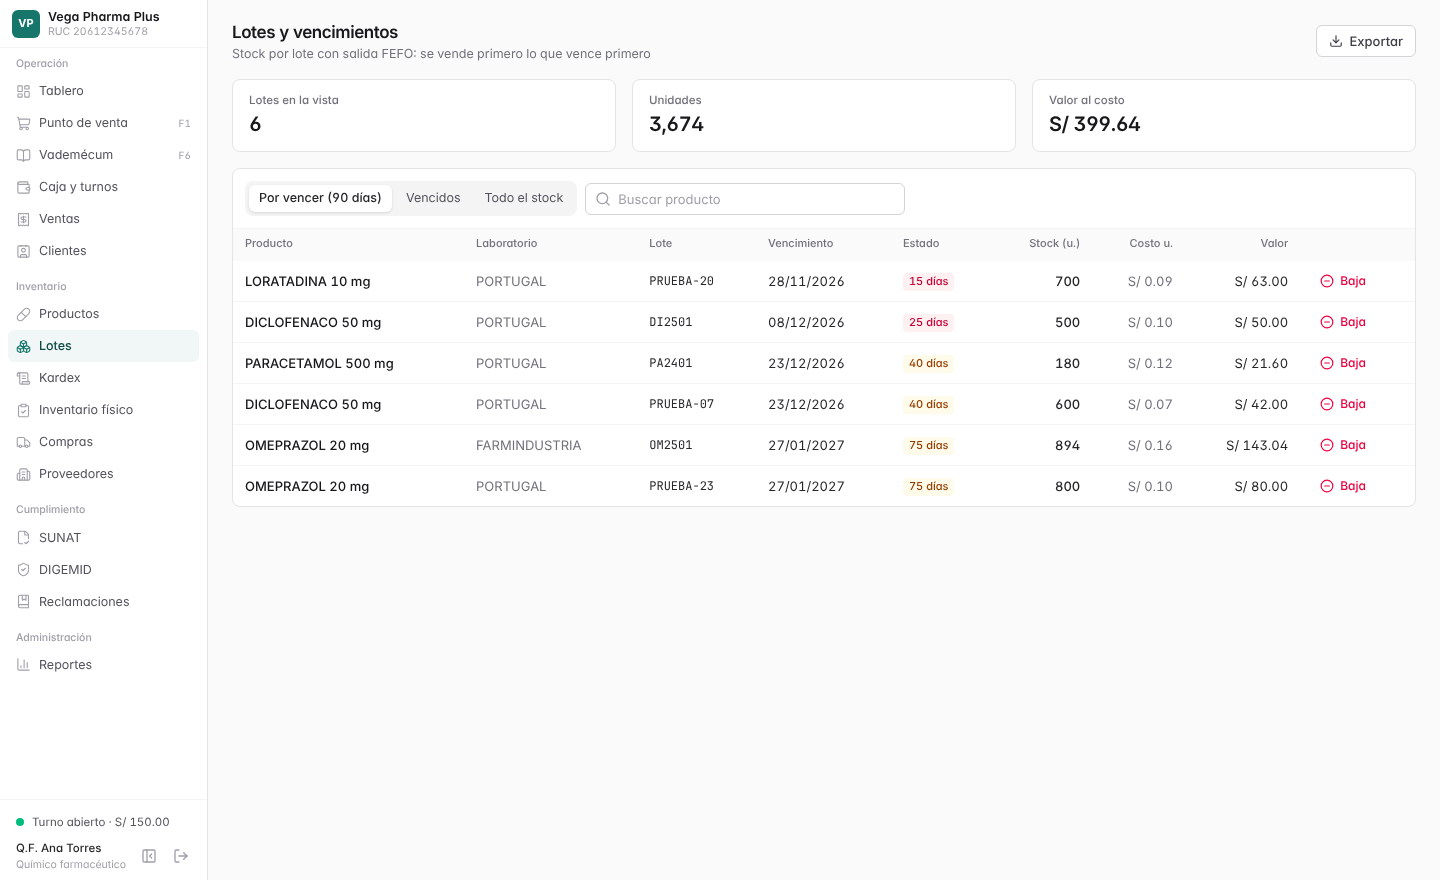 VP
Vega Pharma Plus
RUC 20612345678
Operación
Tablero
Punto de venta F1
Vademécum F6
Caja y turnos
Ventas
Clientes
Inventario
Productos
Lotes
Kardex
Inventario físico
Compras
Proveedores
Cumplimiento
SUNAT
DIGEMID
Reclamaciones
Administración
Reportes
Turno abierto · S/ 150.00
Q.F. Ana Torres
Químico farmacéutico
Lotes y vencimientos
Stock por lote con salida FEFO: se vende primero lo que vence primero
Exportar
Lotes en la vista
6
Unidades
3,674
Valor al costo
S/ 399.64
Por vencer (90 días) Vencidos Todo el stock Buscar producto
Producto Laboratorio Lote Vencimiento Estado Stock (u.) Costo u. Valor
LORATADINA 10 mg PORTUGAL PRUEBA-20 28/11/2026 15 días 700 S/ 0.09 S/ 63.00 Baja
DICLOFENACO 50 mg PORTUGAL DI2501 08/12/2026 25 días 500 S/ 0.10 S/ 50.00 Baja
PARACETAMOL 500 mg PORTUGAL PA2401 23/12/2026 40 días 180 S/ 0.12 S/ 21.60 Baja
DICLOFENACO 50 mg PORTUGAL PRUEBA-07 23/12/2026 40 días 600 S/ 0.07 S/ 42.00 Baja
OMEPRAZOL 20 mg FARMINDUSTRIA OM2501 27/01/2027 75 días 894 S/ 0.16 S/ 143.04 Baja
OMEPRAZOL 20 mg PORTUGAL PRUEBA-23 27/01/2027 75 días 800 S/ 0.10 S/ 80.00 Baja